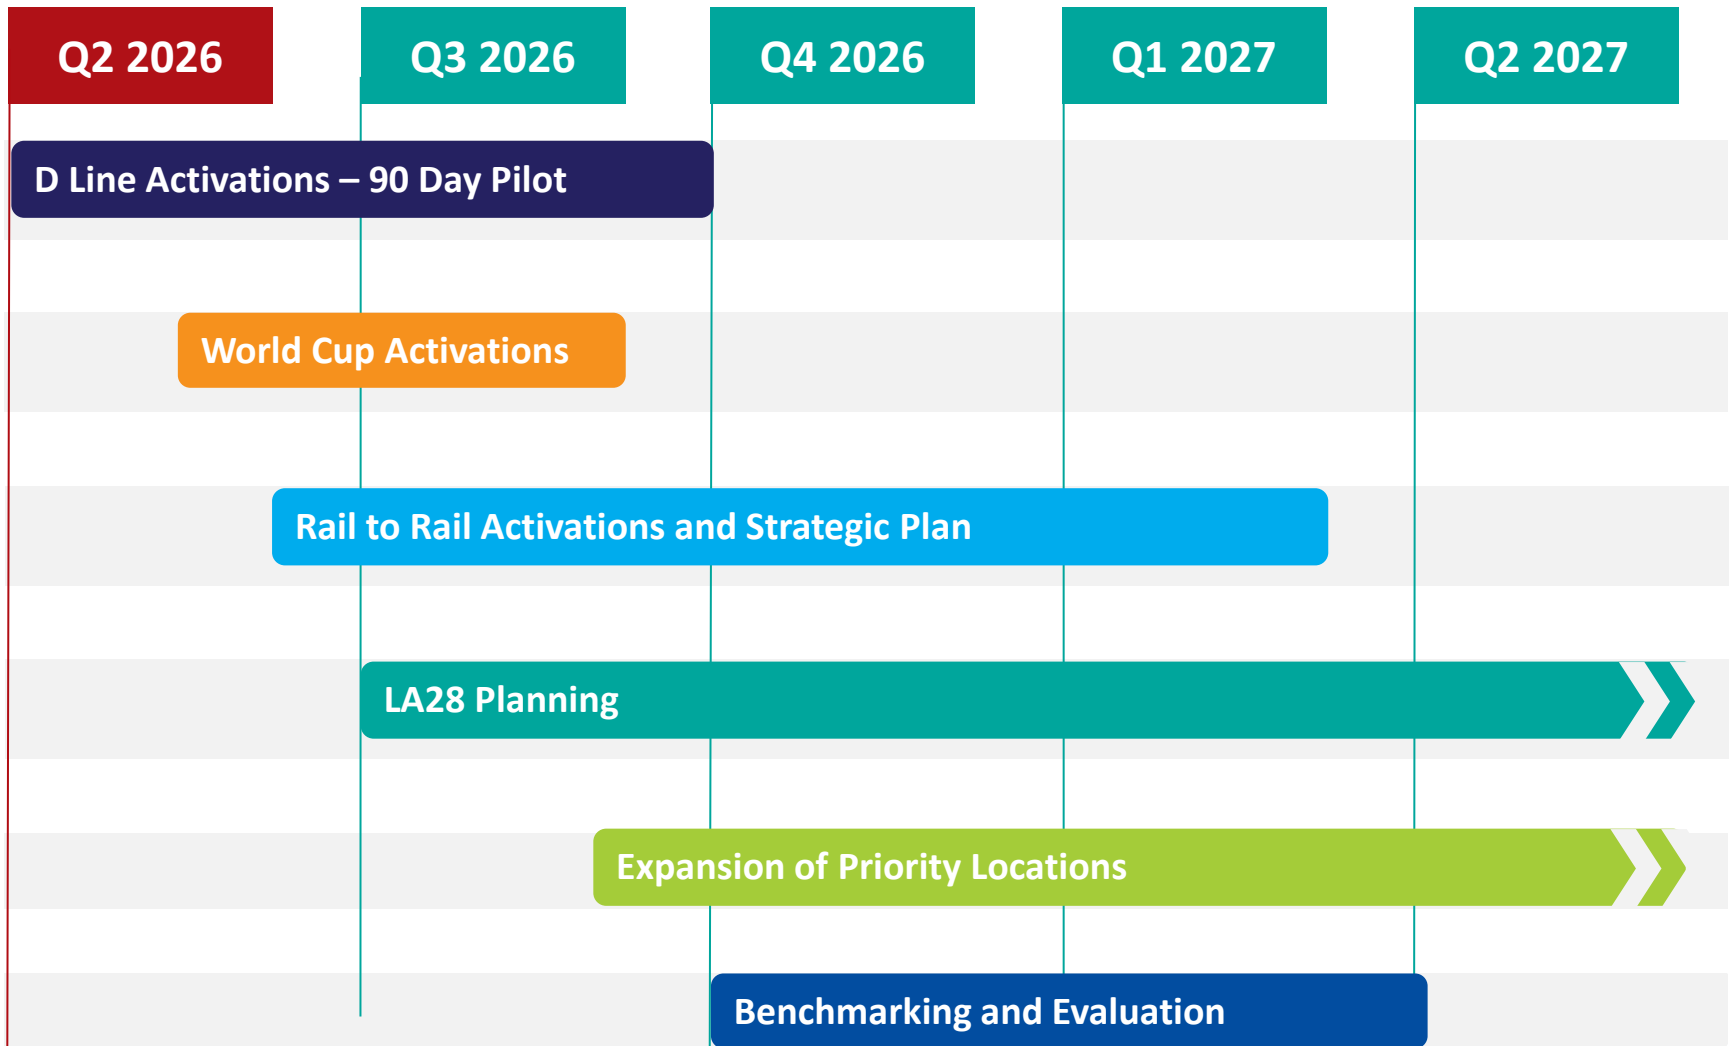 Q2 2026
Q3 2026
Q4 2026
Q1 2027
Q2 2027
D Line Activations – 90 Day Pilot
World Cup Activations
Rail to Rail Activations and Strategic Plan
LA28 Planning
Expansion of Priority Locations
Benchmarking and Evaluation